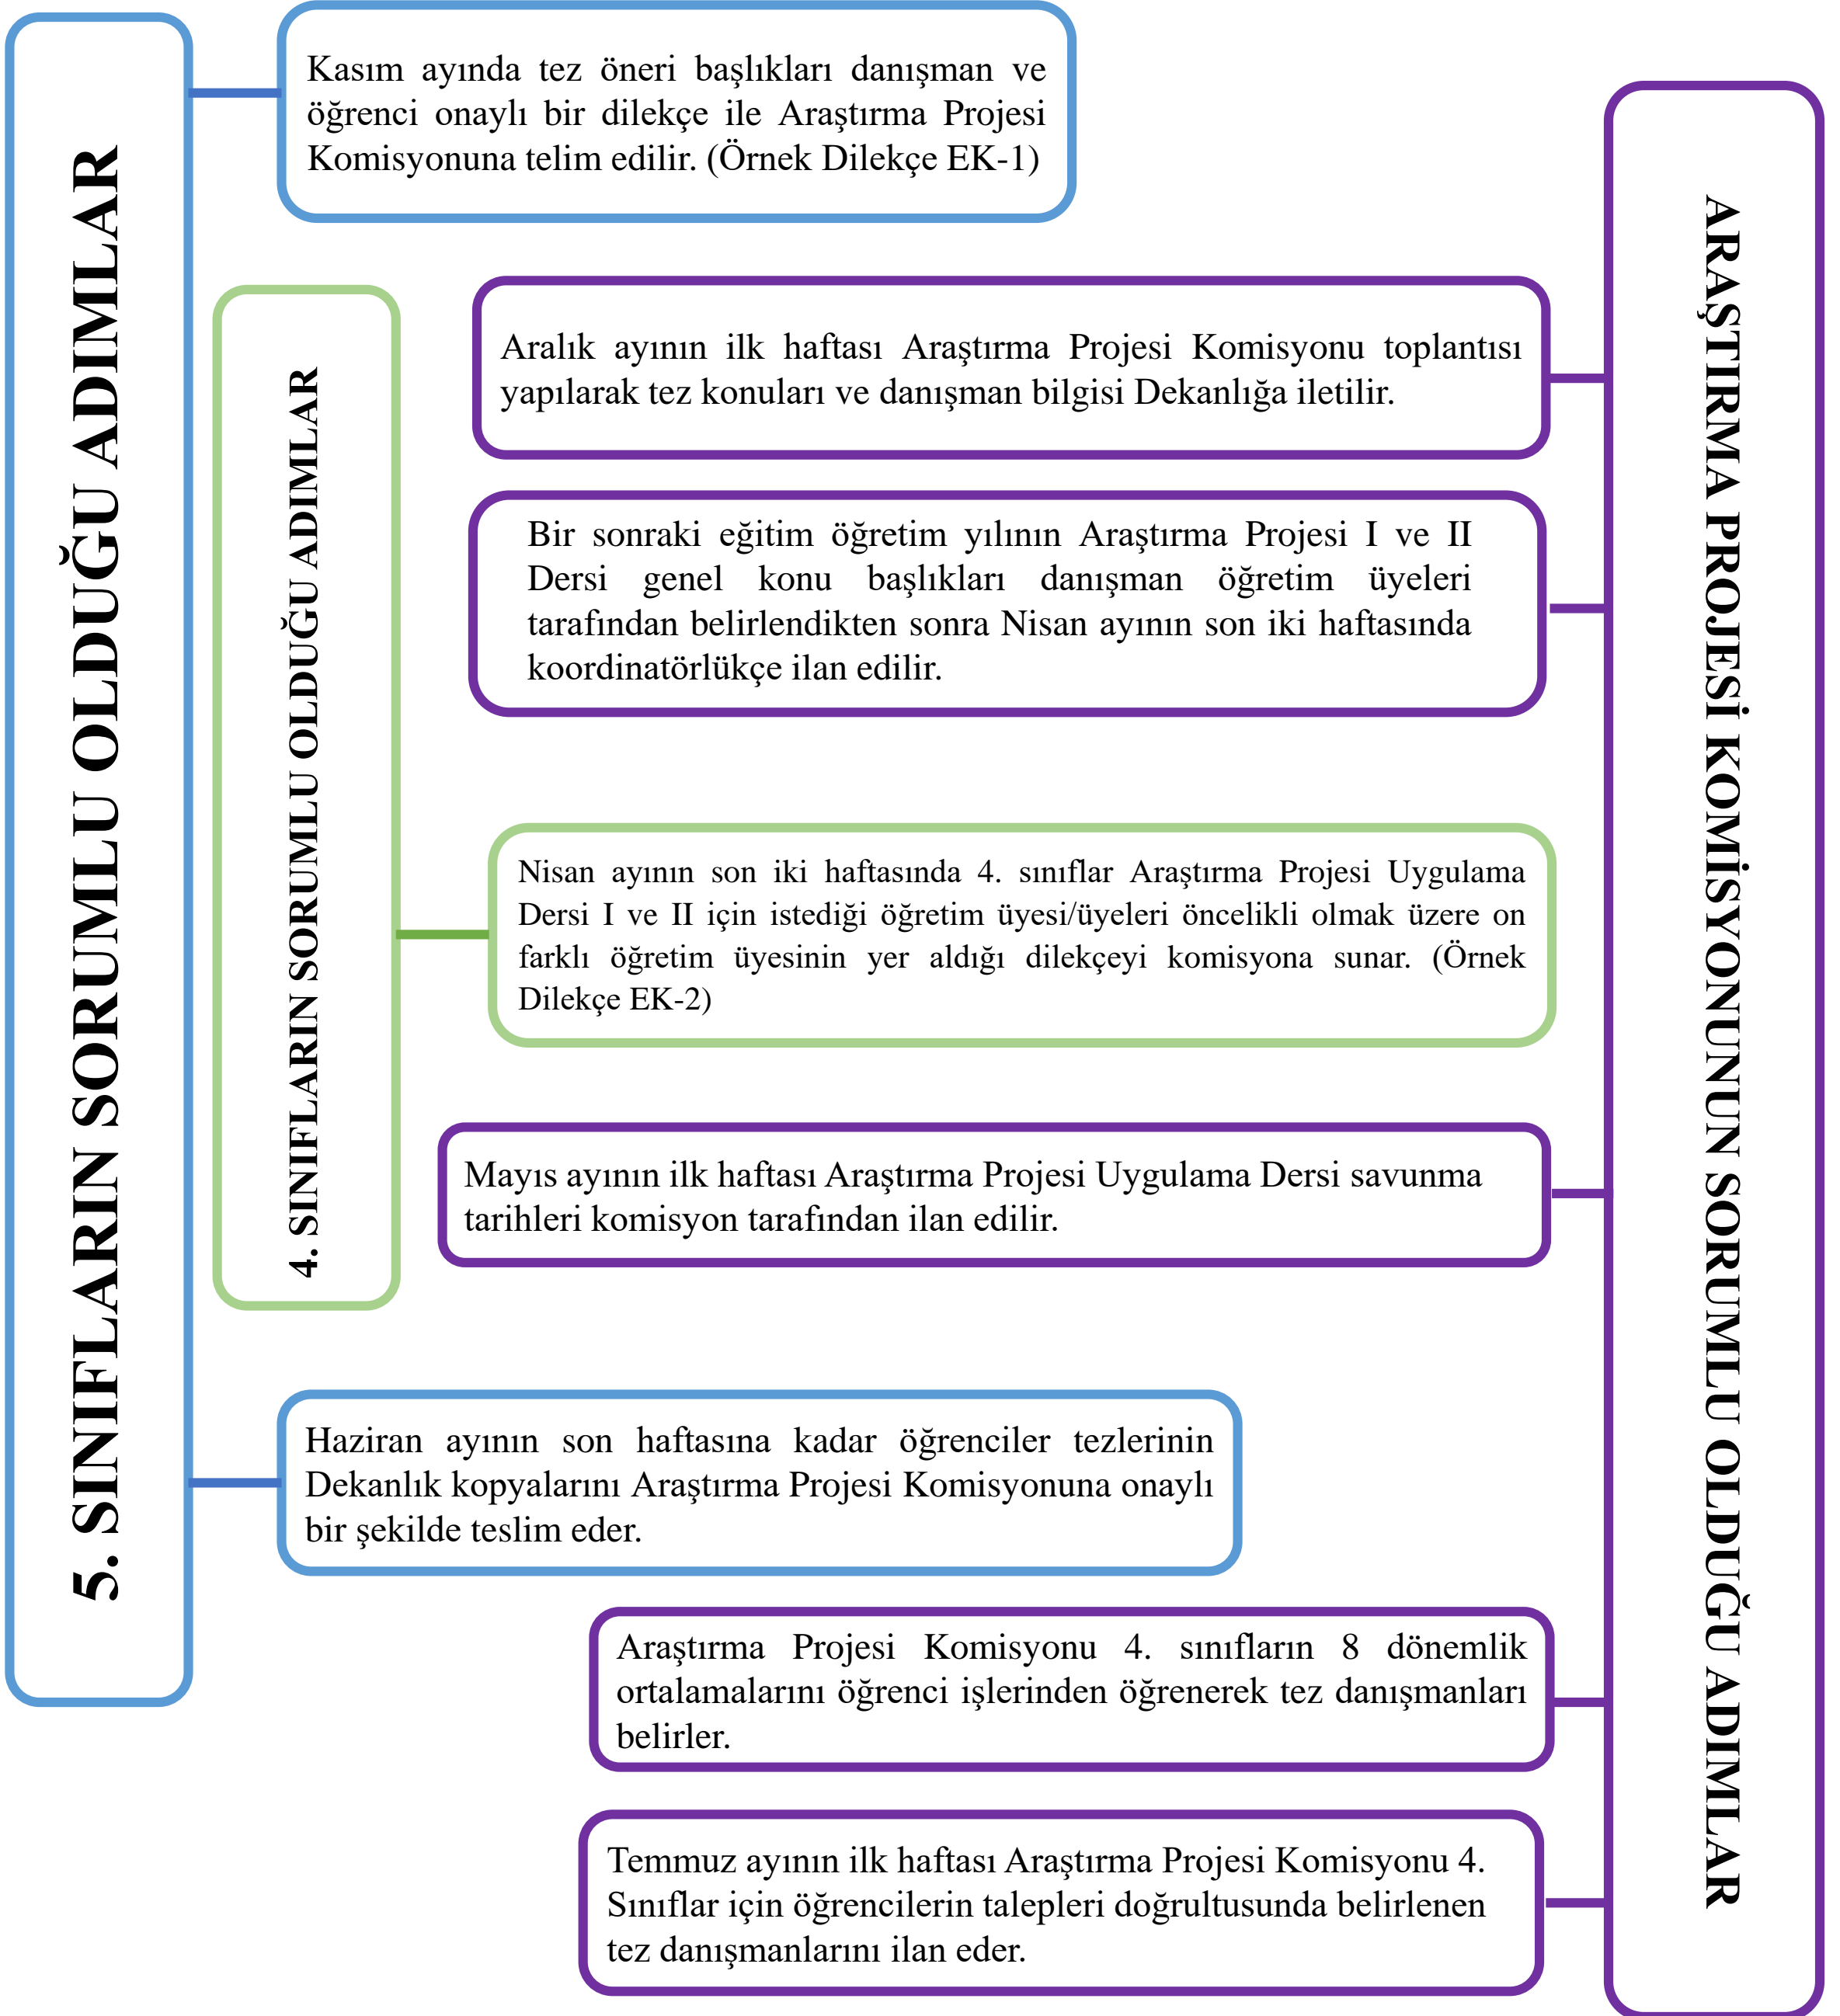 5. SINIFLARIN SORUMLU OLDUĞU ADIMLAR
Kasım ayında tez öneri başlıkları danışman ve
öğrenci onaylı bir dilekçe ile Araştırma Projesi
Komisyonuna telim edilir. (Örnek Dilekçe EK-1)
4. SINIFLARIN SORUMLU OLDUĞU ADIMLAR
Aralık ayının ilk haftası Araştırma Projesi Komisyonu toplantısı
yapılarak tez konuları ve danışman bilgisi Dekanlığa iletilir.
Bir sonraki eğitim öğretim yılının Araştırma Projesi I ve II
Dersi genel konu başlıkları danışman öğretim üyeleri
tarafından belirlendikten sonra Nisan ayının son iki haftasında
koordinatörlükçe ilan edilir.
Nisan ayının son iki haftasında 4. sınıflar Araştırma Projesi Uygulama
Dersi I ve II için istediği öğretim üyesi/üyeleri öncelikli olmak üzere on
farklı öğretim üyesinin yer aldığı dilekçeyi komisyona sunar. (Örnek
Dilekçe EK-2)
Mayıs ayının ilk haftası Araştırma Projesi Uygulama Dersi savunma
tarihleri komisyon tarafından ilan edilir.
Haziran ayının son haftasına kadar öğrenciler tezlerinin
Dekanlık kopyalarını Araştırma Projesi Komisyonuna onaylı
bir şekilde teslim eder.
Araştırma Projesi Komisyonu 4. sınıfların 8 dönemlik
ortalamalarını öğrenci işlerinden öğrenerek tez danışmanları
belirler.
Temmuz ayının ilk haftası Araştırma Projesi Komisyonu 4.
Sınıflar için öğrencilerin talepleri doğrultusunda belirlenen
tez danışmanlarını ilan eder.
ARAŞTIRMA PROJESİ KOMİSYONUNUN SORUMLU OLDUĞU ADIMLAR